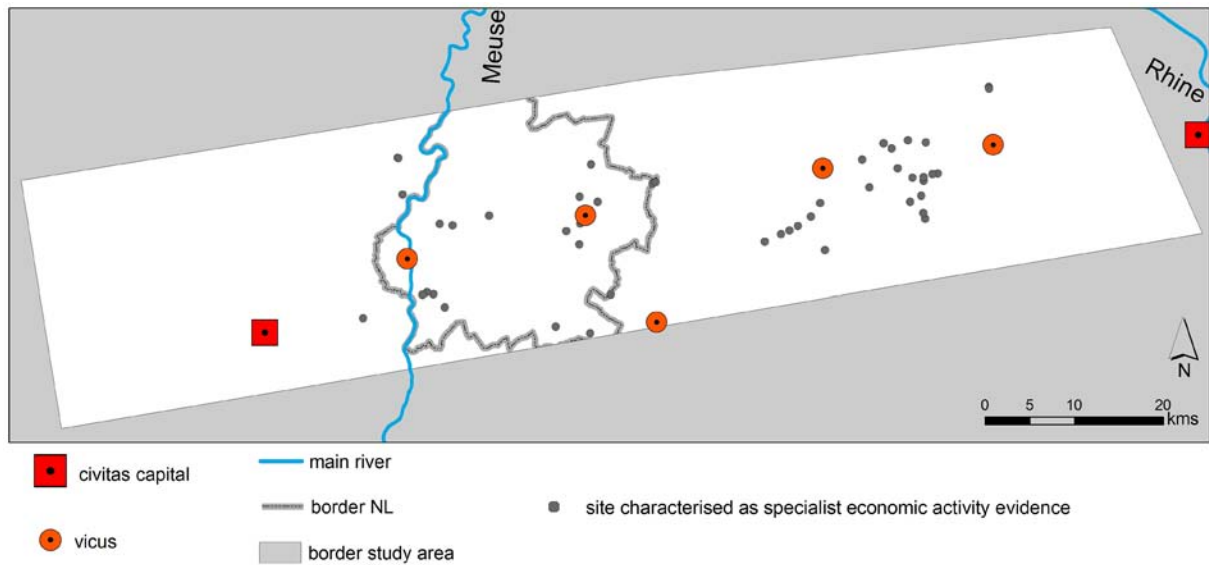 Meuse
Rhine
N
0 5 10 20
kms
civitas capital
vicus
main river
border NL
border study area
site characterised as specialist economic activity evidence